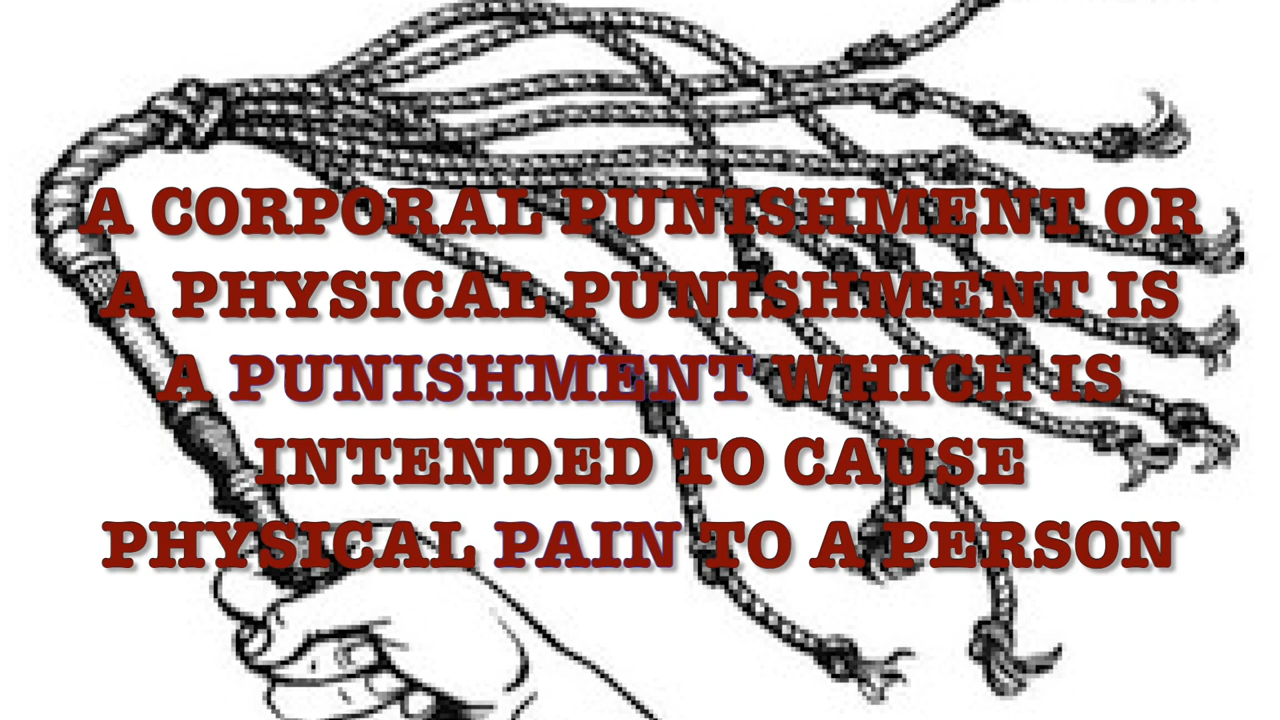 A CORPORAL PUNISHMENT OR
A PHYSICAL PUNISHMENT IS
A PUNISHMENT WHICH IS
INTENDED TO CAUSE
PHYSICAL PAIN TO A PERSON